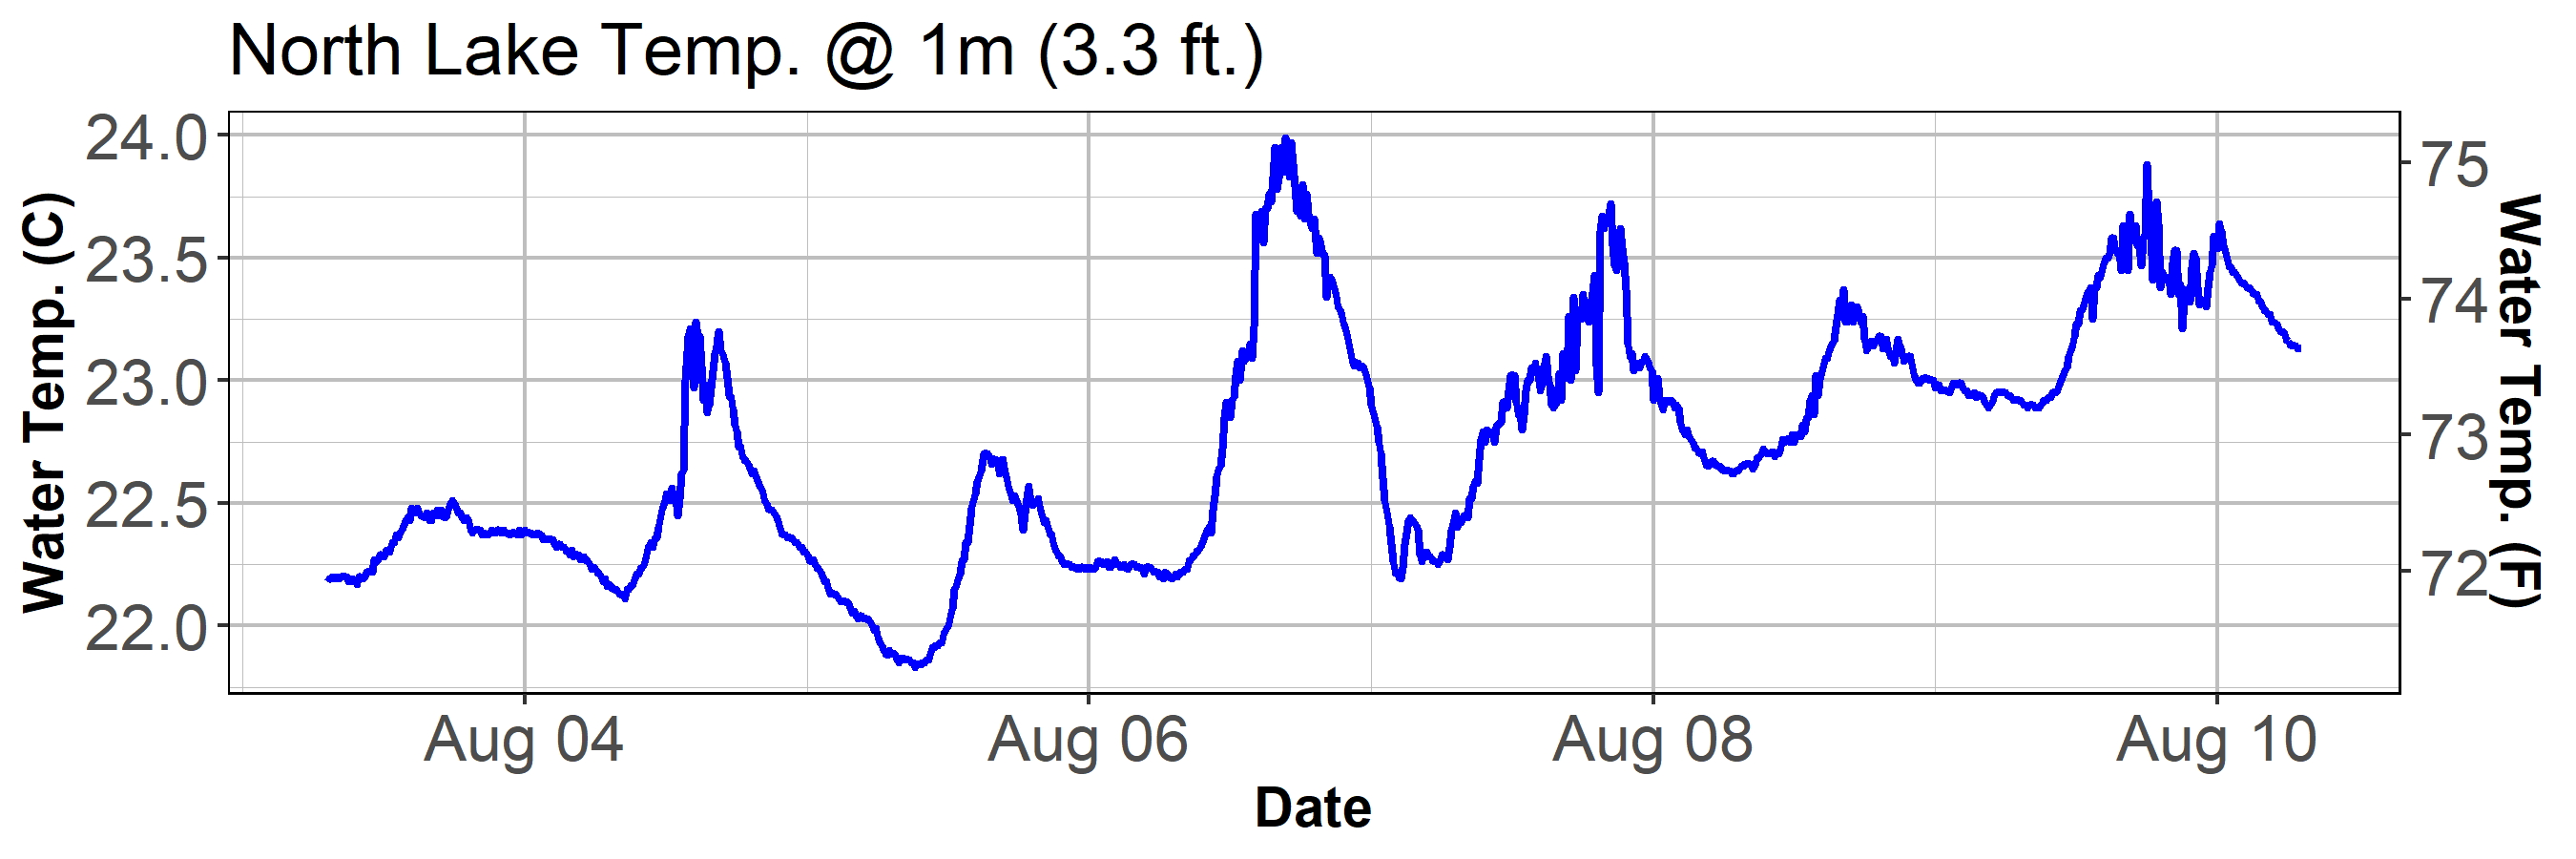 North Lake Temp. @ 1m (3.3 ft.)
Water Temp. (C)
24.0
23.5
23.0
22.5
22.0
75
74
73
72
Water Temp. (F)
Aug 04 Aug 06 Aug 08 Aug 10
Date